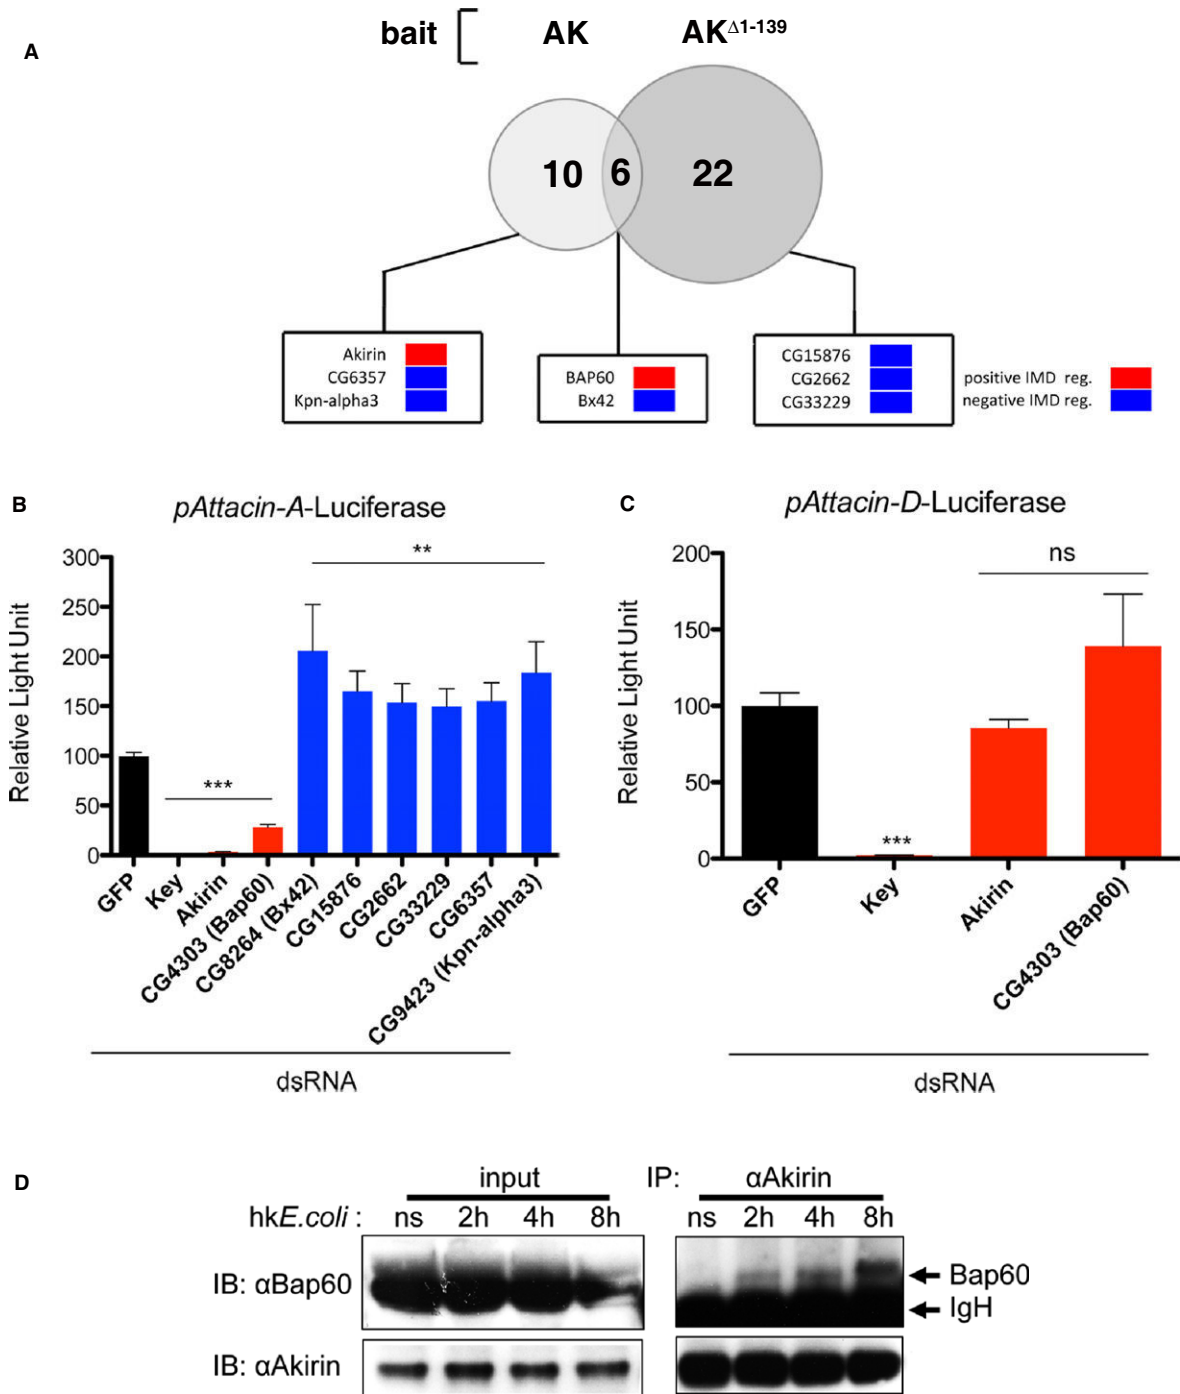 A
bait
AK
AKΔ1-139
10
6
22
Akirin
CG6357
Kpn-alpha3
BAP60
Bx42
CG15876
CG2662
CG33229
positive IMD reg.
negative IMD reg.
B
pAttacin-A-Luciferase
Relative Light Unit
300
250
200
150
100
50
0
***
**
GFP
Key
Akirin
CG4303 (Bap60)
CG8264 (Bx42)
CG15876
CG2662
CG33229
CG6357
CG9423 (Kpn-alpha3)
dsRNA
C
pAttacin-D-Luciferase
Relative Light Unit
200
150
100
50
0
***
ns
GFP
Key
Akirin
CG4303 (Bap60)
dsRNA
D
input
IP: αAkirin
hkE.coli : ns 2h 4h 8h
ns 2h 4h 8h
IB: αBap60
Bap60
IgH
IB: αAkirin